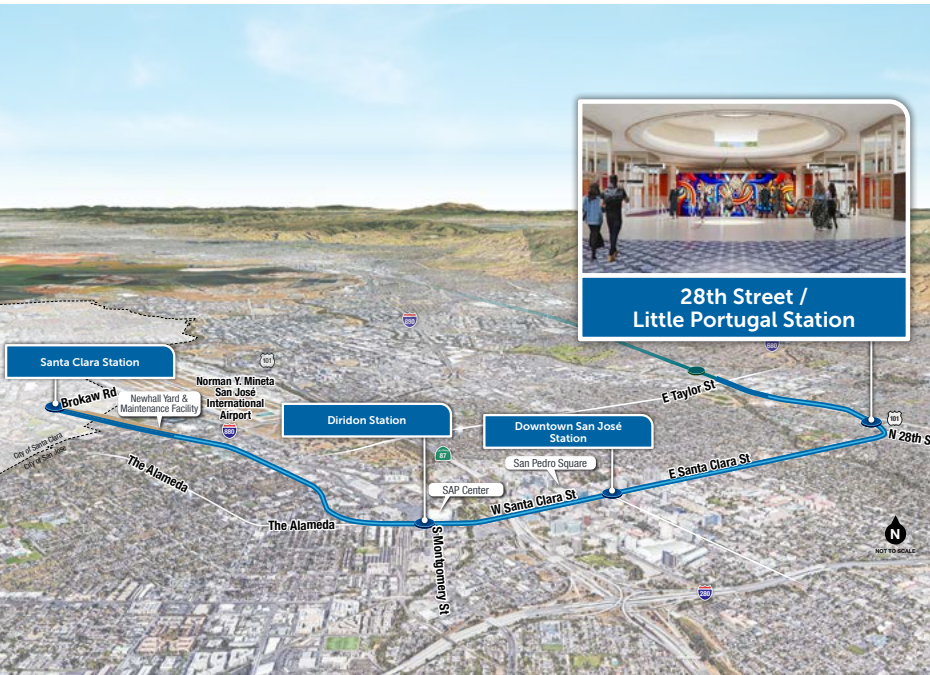 28th Street /
Little Portugal Station
880
680
Santa Clara Station
101
Norman Y. Mineta
San José
International
Airport
E Taylor St
Brokaw Rd
Newhall Yard &
Maintenance Facility
880
Diridon Station
Downtown San José
Station
101
N 28th S
City of Santa Clara
City of San José
87
San Pedro Square
E Santa Clara St
The Alameda
SAP Center
W Santa Clara St
The Alameda
S Montgomery St
N
NOT TO SCALE
280